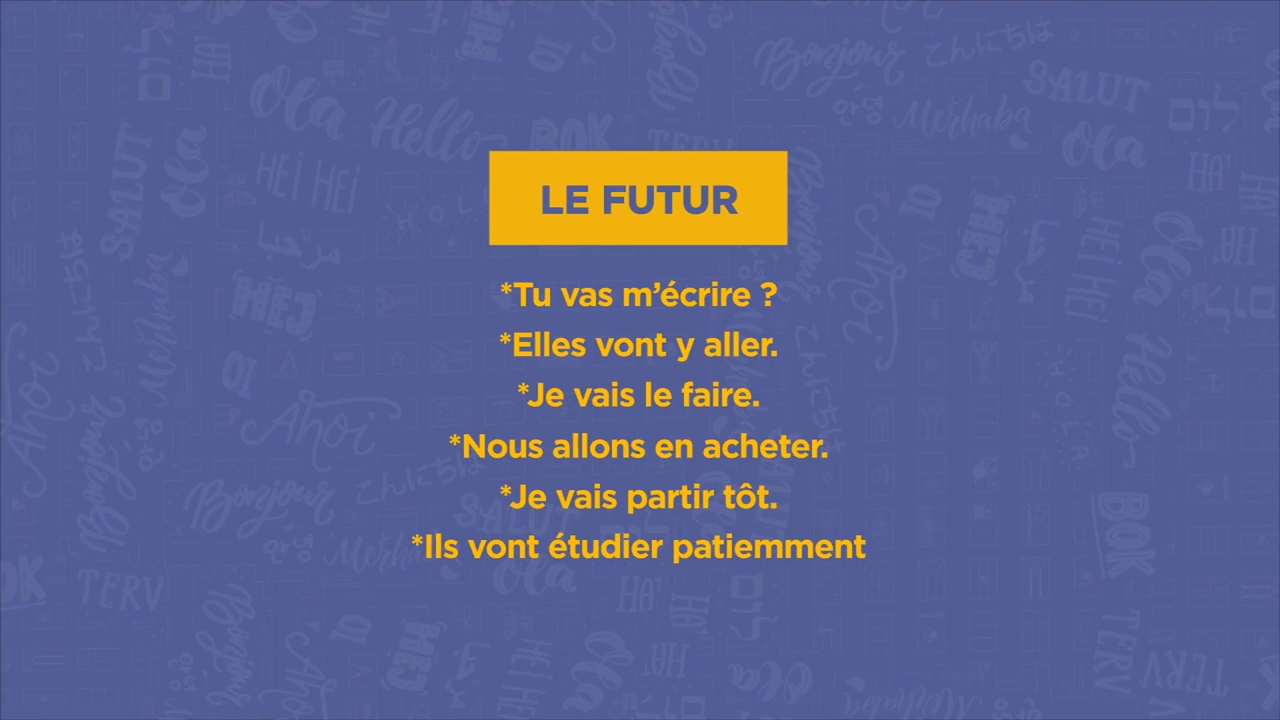 LE FUTUR
*Tu vas m’écrire ?
*Elles vont y aller.
*Je vais le faire.
*Nous allons en acheter.
*Je vais partir tôt.
*Ils vont étudier patiemment